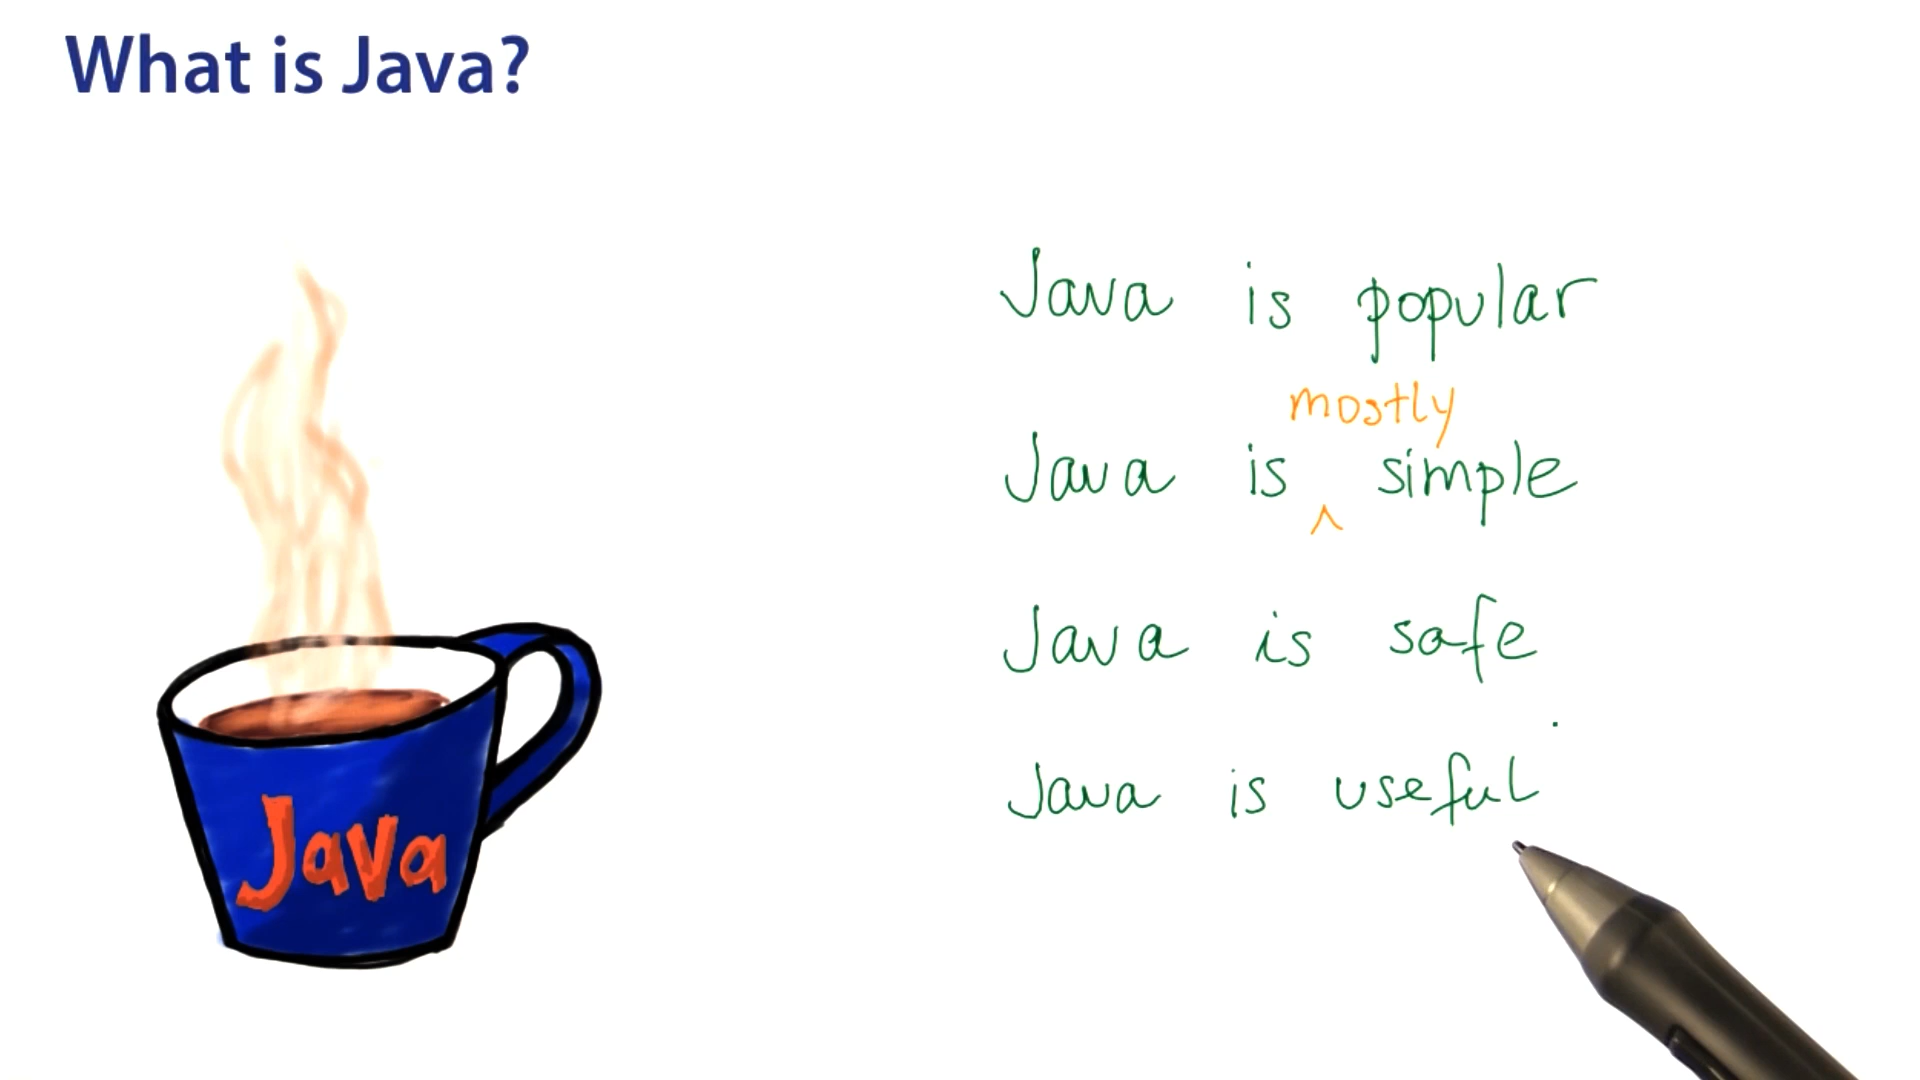 What is Java?
Java is popular
mostly
Java is ^ simple
Java is safe
Java is useful
Java